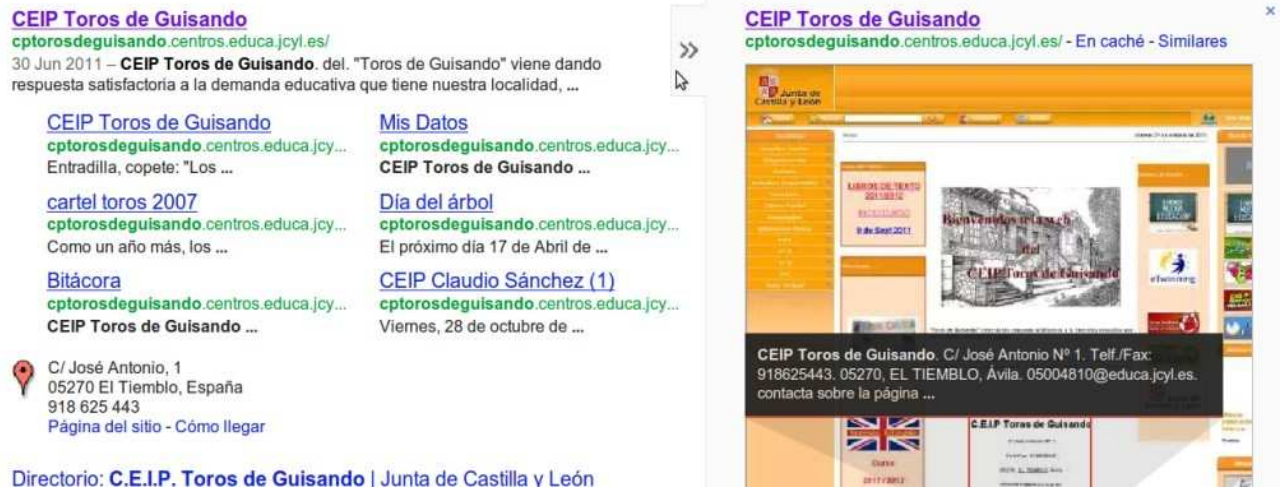 CEIP Toros de Guisando
cptorosdeguisando.centros.educa.jcyl.es/
30 Jun 2011 – CEIP Toros de Guisando. del. "Toros de Guisando" viene dando
respuesta satisfactoria a la demanda educativa que tiene nuestra localidad, ...
CEIP Toros de Guisando
cptorosdeguisando.centros.educa.jcy...
Entradilla, copete: "Los ...
Mis Datos
cptorosdeguisando.centros.educa.jcy...
CEIP Toros de Guisando ...
cartel toros 2007
cptorosdeguisando.centros.educa.jcy...
Como un año más, los ...
Día del árbol
cptorosdeguisando.centros.educa.jcy...
El próximo día 17 de Abril de ...
Bitácora
cptorosdeguisando.centros.educa.jcy...
CEIP Toros de Guisando ...
CEIP Claudio Sánchez (1)
cptorosdeguisando.centros.educa.jcy...
Viernes, 28 de octubre de ...
C/ José Antonio, 1
05270 El Tiemblo, España
918 625 443
Página del sitio - Cómo llegar
Directorio: C.E.I.P. Toros de Guisando | Junta de Castilla y León
CEIP Toros de Guisando
cptorosdeguisando.centros.educa.jcyl.es/ - En caché - Similares
Junta de
Castilla y León
LIBROS DE TEXTO
2011/2012
9 de Sept 2011
Bienvenidos a la web
del
CEIP Toros de Guisando
eTwinning
CEIP Toros de Guisando. C/ José Antonio Nº 1. Telf./Fax:
918625443. 05270, EL TIEMBLO, Ávila. 05004810@educa.jcyl.es.
contacta sobre la página ...
C.E.I.P Toros de Guisando
Curso